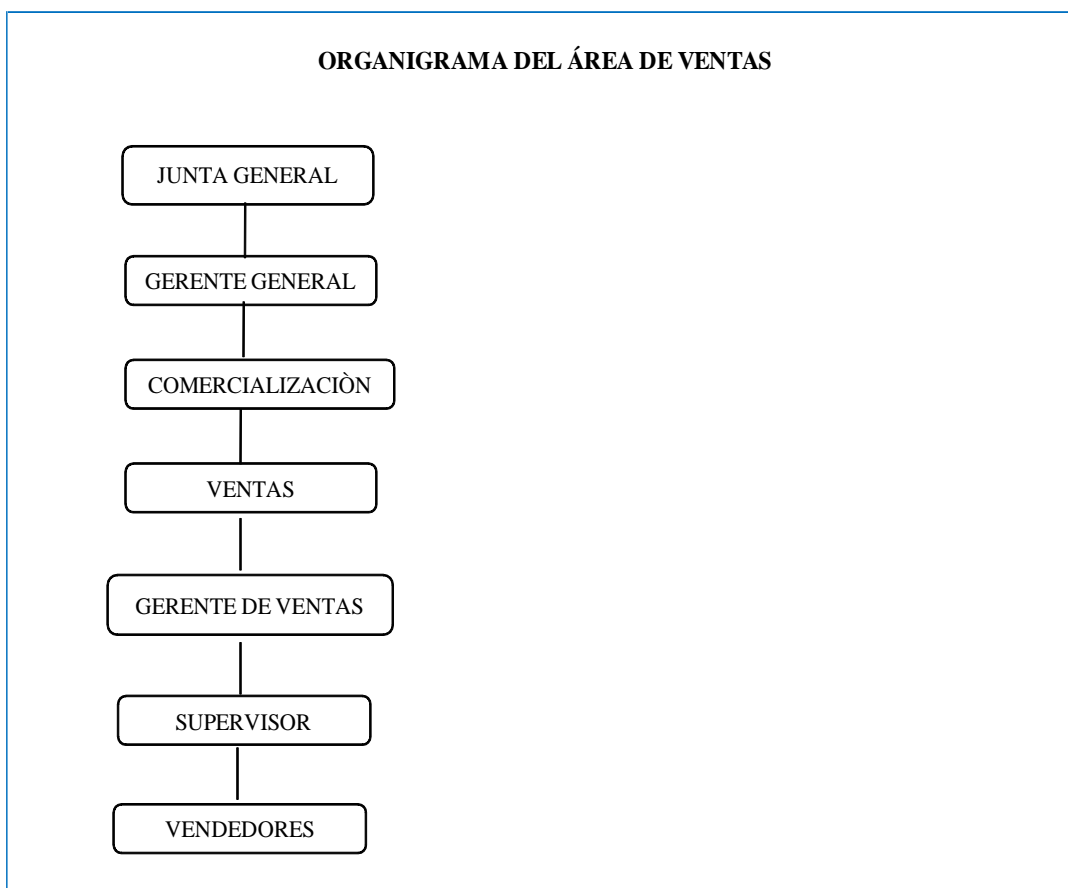 ORGANIGRAMA DEL ÁREA DE VENTAS
JUNTA GENERAL
GERENTE GENERAL
COMERCIALIZACIÒN
VENTAS
GERENTE DE VENTAS
SUPERVISOR
VENDEDORES